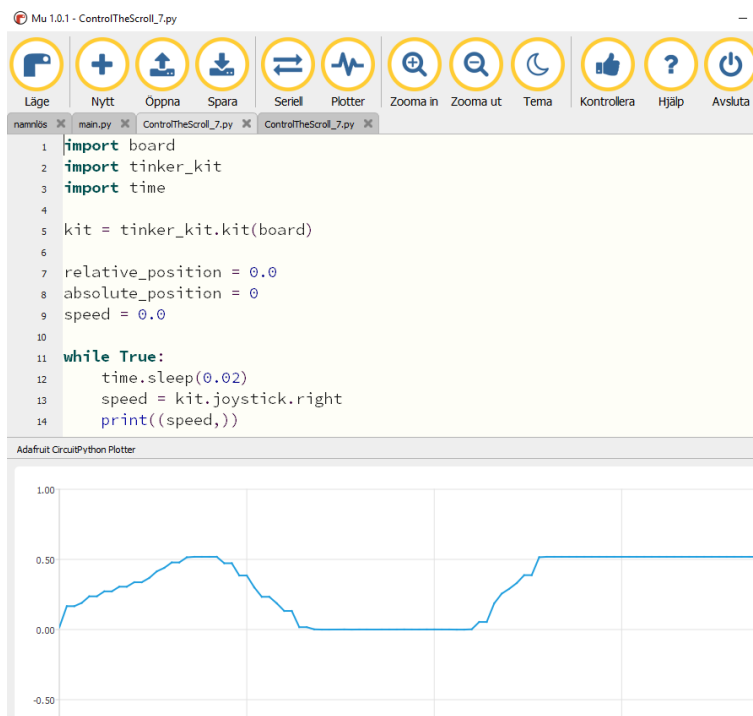 Mu 1.0.1 - ControlTheScroll_7.py
Läge Nytt Öppna Spara Seriell Plotter Zooma in Zooma ut Tema Kontrollera Hjälp Avsluta
namnlös main.py ControlTheScroll_7.py ControlTheScroll_7.py
1 import board
2 import tinker_kit
3 import time
4
5 kit = tinker_kit.kit(board)
6
7 relative_position = 0.0
8 absolute_position = 0
9 speed = 0.0
10
11 while True:
12     time.sleep(0.02)
13     speed = kit.joystick.right
14     print((speed,))
Adafruit CircuitPython Plotter
1.00
0.50
0.00
-0.50